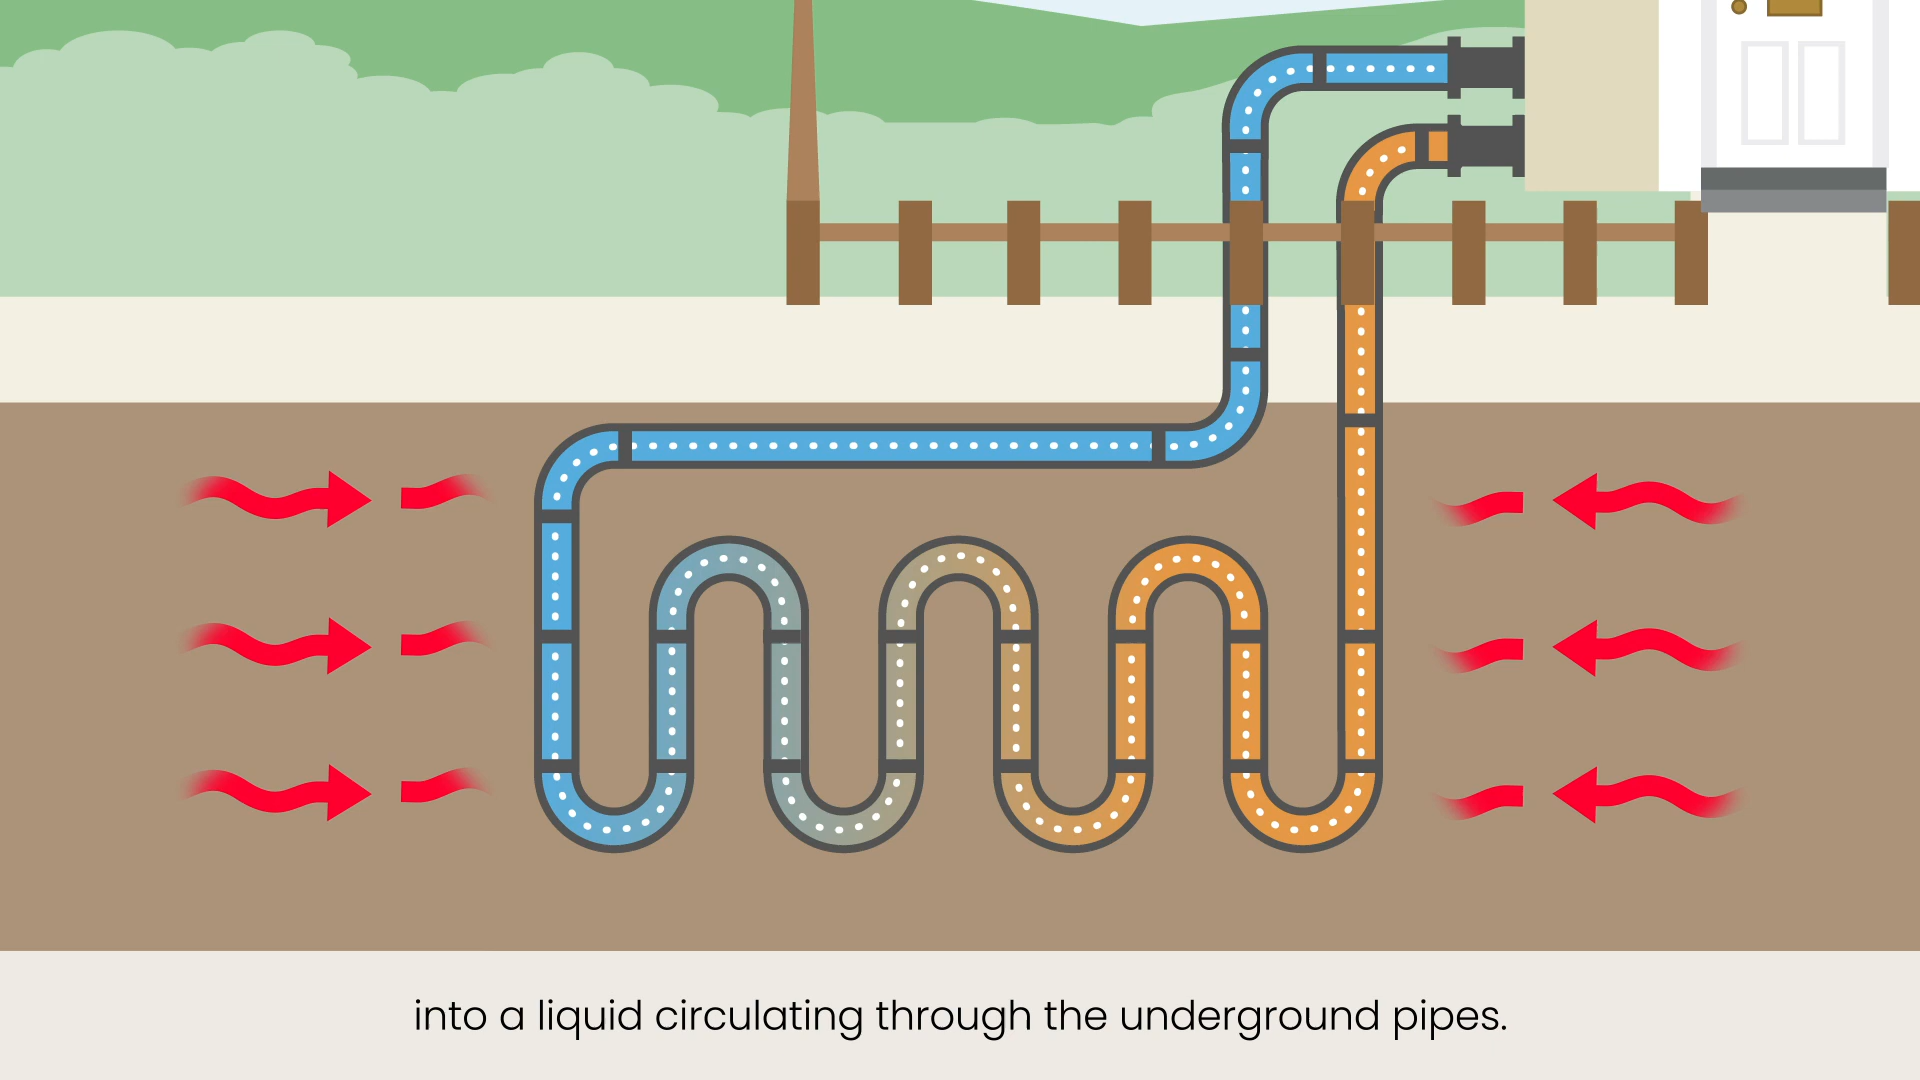 into a liquid circulating through the underground pipes.